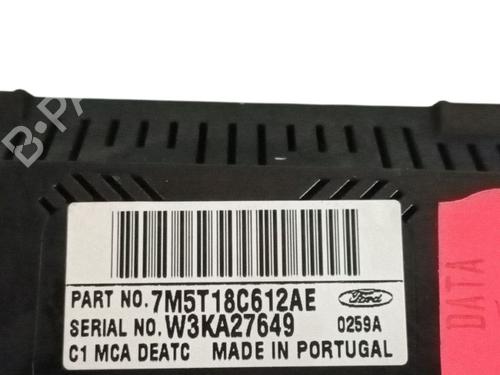 B-PA
PART NO. 7M5T18C612AE
Ford
SERIAL NO. W3KA27649
0259A
C1 MCA DEATC MADE IN PORTUGAL
DATA